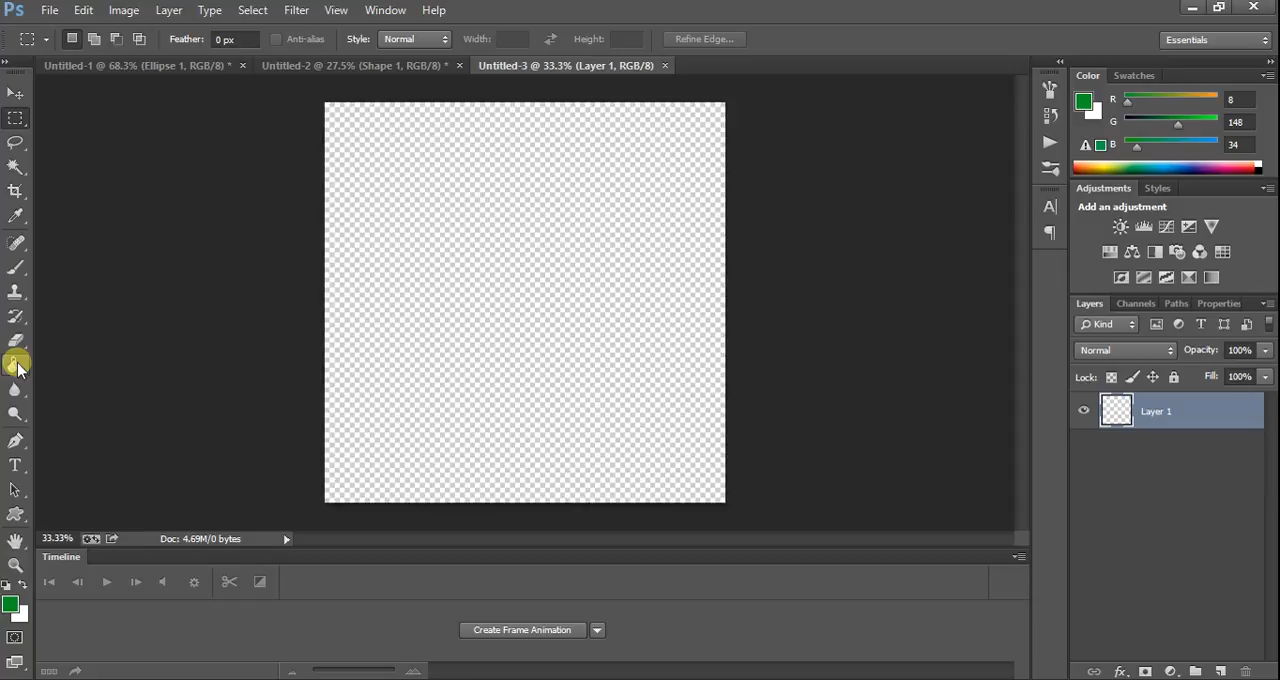 Ps File Edit Image Layer Type Select Filter View Window Help
Feather: 0 px Anti-alias Style: Normal Width: Height: Refine Edge... Essentials
Untitled-1 @ 68.3% (Ellipse 1, RGB/8) * × Untitled-2 @ 27.5% (Shape 1, RGB/8) * × Untitled-3 @ 33.3% (Layer 1, RGB/8) ×
Color Swatches
R 8
G 148
B 34
Adjustments Styles
Add an adjustment
Layers Channels Paths Properties
Kind
Normal Opacity: 100%
Lock: Fill: 100%
Layer 1
33.33% Doc: 4.69M/0 bytes
Timeline
Create Frame Animation